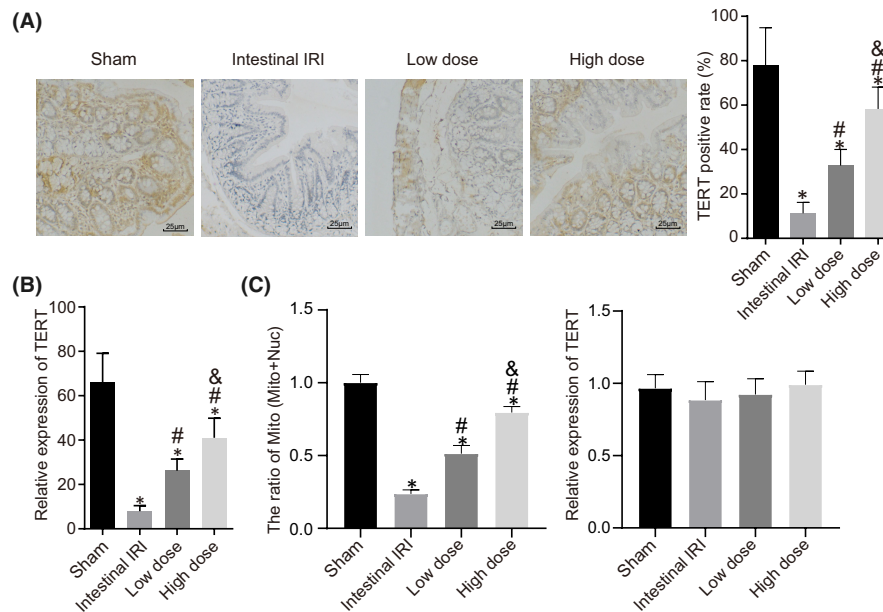 (A)
Sham
Intestinal IRI
Low dose
High dose
25μm
25μm
25μm
25μm
TERT positive rate (%)
100
80
60
40
20
0
*
#
*
&
#
*
Sham
Intestinal IRI
Low dose
High dose
(B)
Relative expression of TERT
100
80
60
40
20
0
*
#
*
&
#
*
Sham
Intestinal IRI
Low dose
High dose
(C)
The ratio of Mito (Mito+Nuc)
1.5
1.0
0.5
0.0
*
#
*
&
#
*
Sham
Intestinal IRI
Low dose
High dose
Relative expression of TERT
1.5
1.0
0.5
0.0
Sham
Intestinal IRI
Low dose
High dose